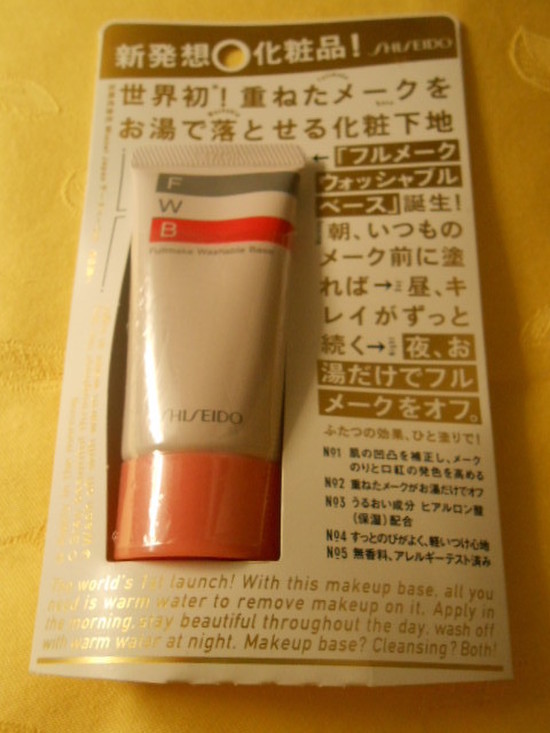 新発想 化粧品! SHISEIDO
世界初*! 重ねたメークを
お湯で落とせる化粧下地
←『フルメーク
ウォッシャブル
ベース』誕生!
朝、いつもの
メーク前に塗
れば→昼、キ
レイがずっと
続く→夜、お
湯だけでフル
メークをオフ。
ふたつの効果、ひと塗りで!
Nº1 肌の凹凸を補正し、メーク
のりと口紅の発色を高める
Nº2 重ねたメークがお湯だけでオフ
Nº3 うるおい成分 ヒアルロン酸
(保湿)配合
Nº4 すっとのびがよく、軽いつけ心地
Nº5 無香料、アレルギーテスト済み
F
W
B
Fullmake Washable Base
SHISEIDO
The world's 1st launch! With this makeup base, all you
need is warm water to remove makeup on it. Apply in
the morning, stay beautiful throughout the day, wash off
with warm water at night. Makeup base? Cleansing? Both!